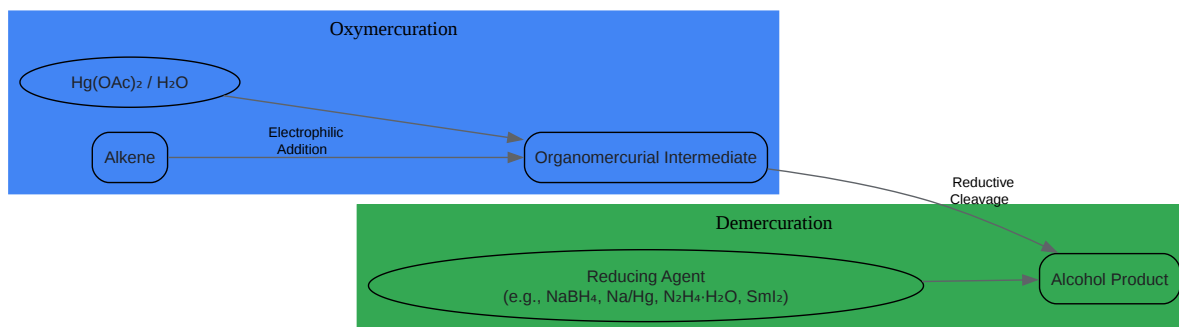 Oxymercuration
Hg(OAc)₂ / H₂O
Electrophilic
Addition
Alkene
Organomercurial Intermediate
Reductive
Cleavage
Demercuration
Reducing Agent
(e.g., NaBH₄, Na/Hg, N₂H₄·H₂O, SmI₂)
Alcohol Product